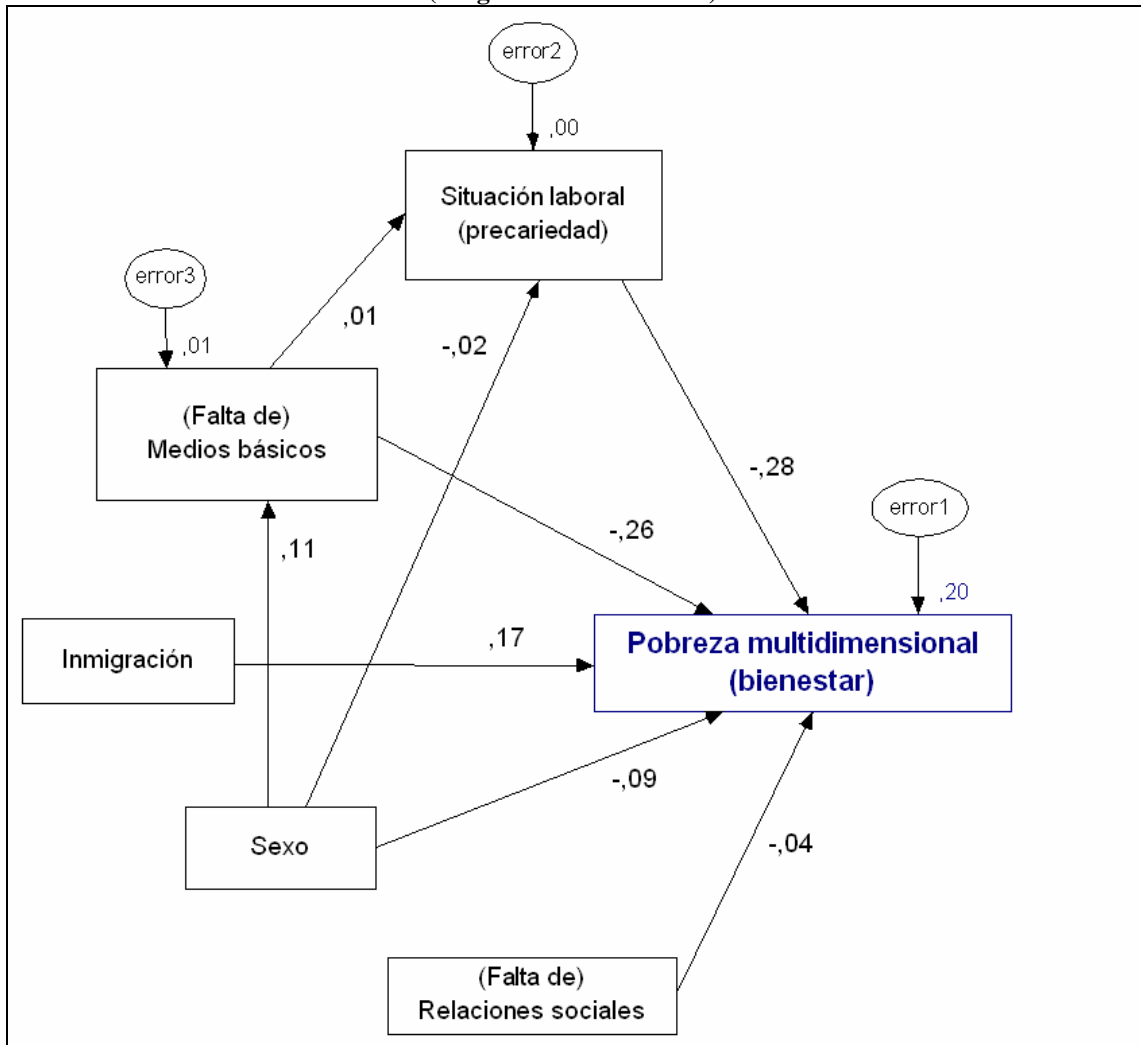 error2
,00
Situación laboral
(precariedad)
error3
,01
,01
-,02
(Falta de)
Medios básicos
-,28
-,26
error1
,11
,20
Inmigración
,17
Pobreza multidimensional
(bienestar)
-,09
Sexo
-,04
(Falta de)
Relaciones sociales